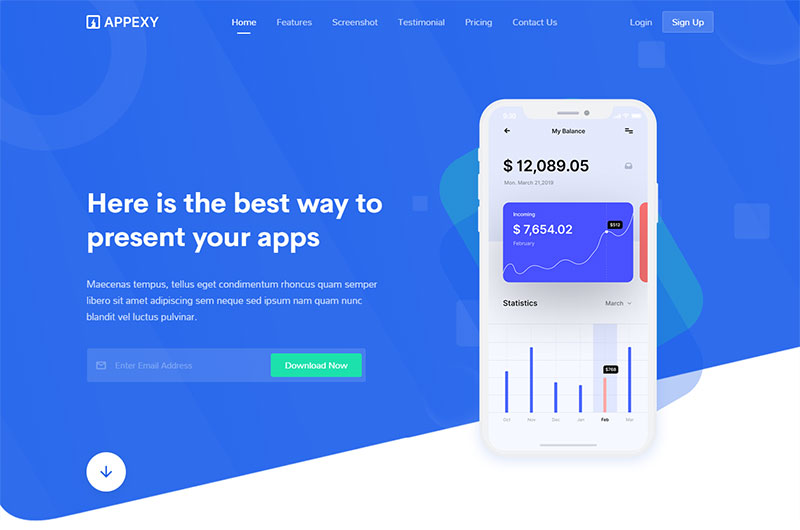 APPEXY
Home Features Screenshot Testimonial Pricing Contact Us Login Sign Up
Here is the best way to
present your apps
Maecenas tempus, tellus eget condimentum rhoncus quam semper
libero sit amet adipiscing sem neque sed ipsum nam quam nunc
blandit vel luctus pulvinar.
Enter Email Address
Download Now
9:30
My Balance
$ 12,089.05
Mon, March 21,2019
Incoming
$ 7,654.02
February
$512
Statistics
March
$768
Oct Nov Dec Jan Feb Mar